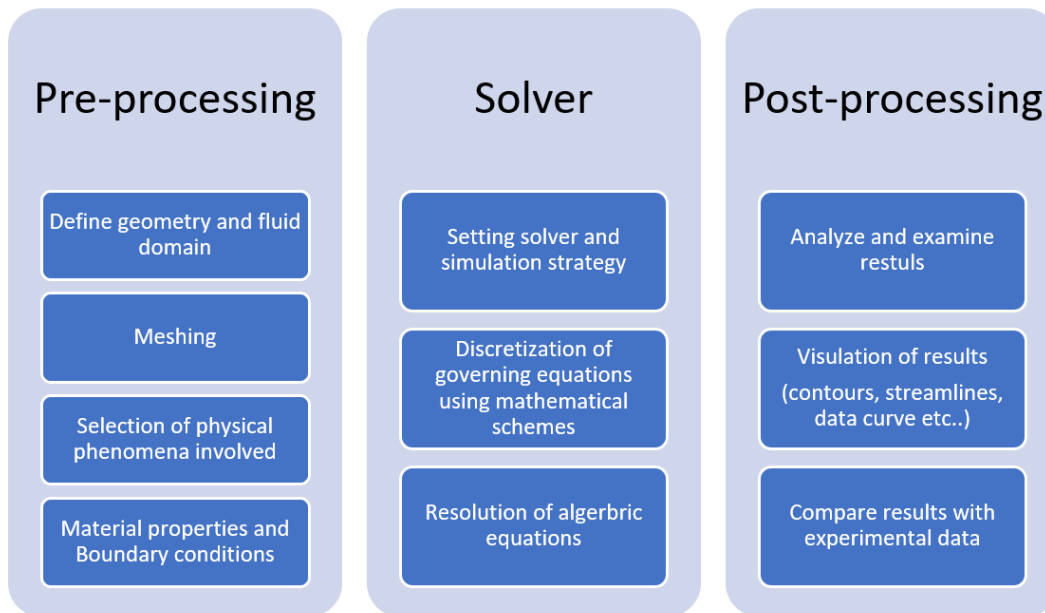 Pre-processing
Define geometry and fluid
domain
Meshing
Selection of physical
phenomena involved
Material properties and
Boundary conditions
Solver
Setting solver and
simulation strategy
Discretization of
governing equations
using mathematical
schemes
Resolution of algerbric
equations
Post-processing
Analyze and examine
restuls
Visulation of results
(contours, streamlines,
data curve etc..)
Compare results with
experimental data